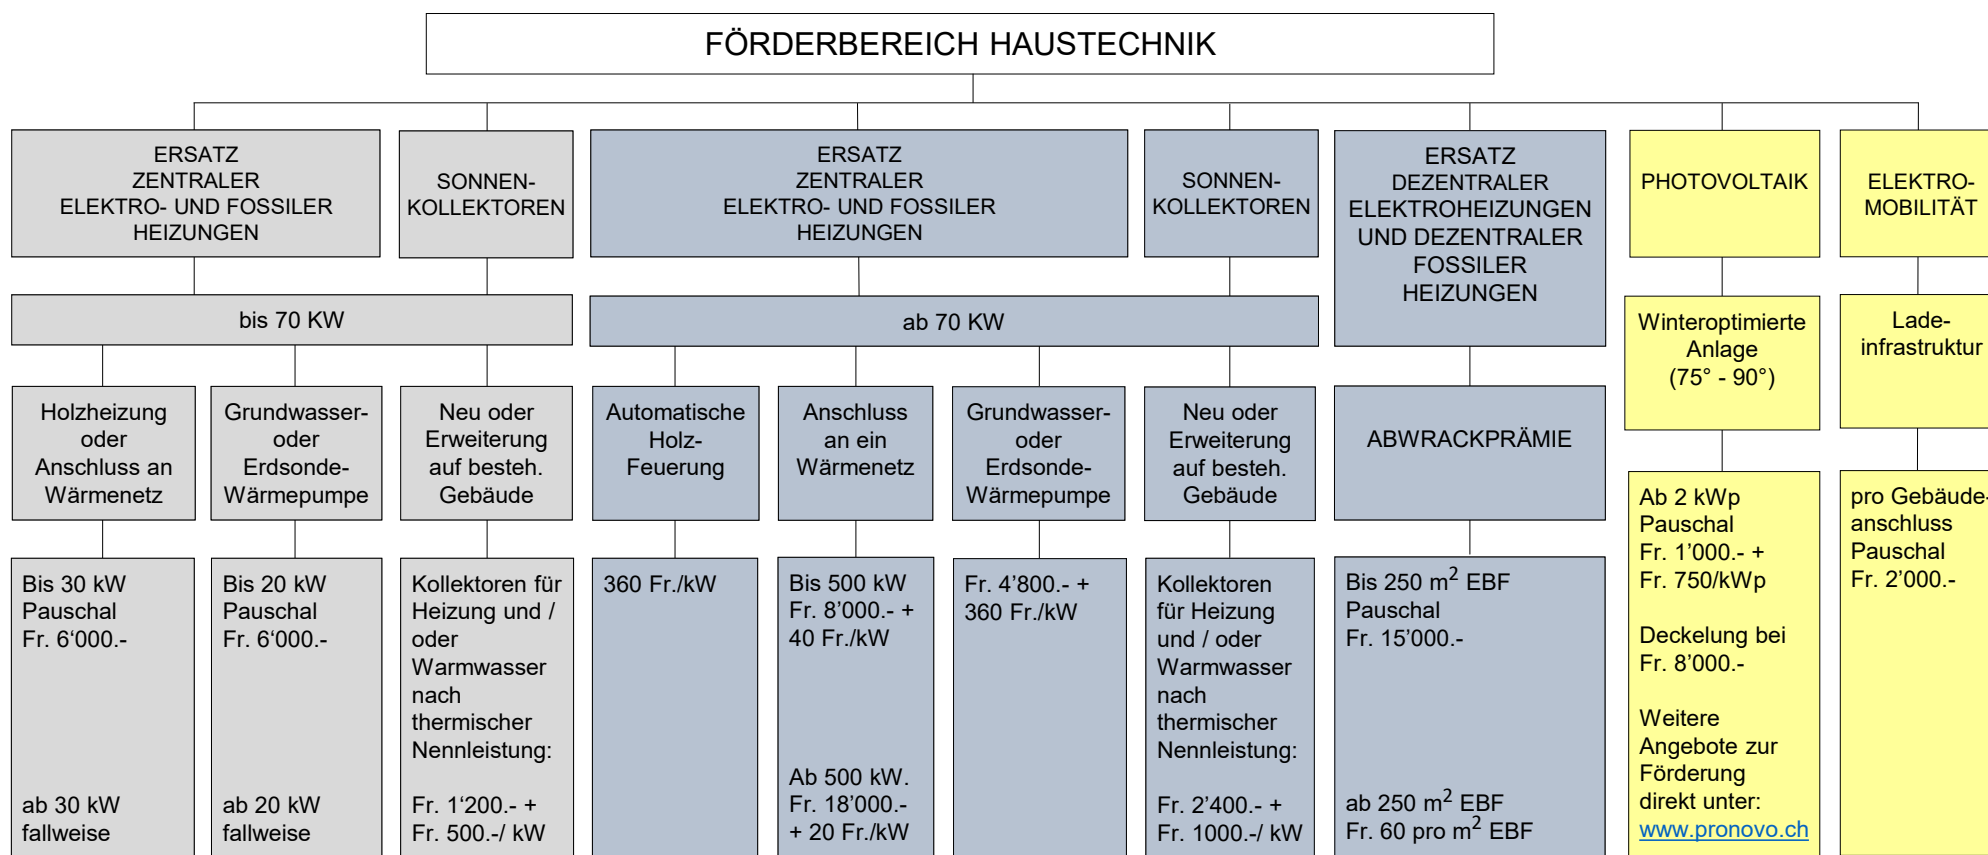 FÖRDERBEREICH HAUSTECHNIK
ERSATZ
ZENTRALER
ELEKTRO- UND FOSSILER
HEIZUNGEN
SONNEN-
KOLLEKTOREN
ERSATZ
ZENTRALER
ELEKTRO- UND FOSSILER
HEIZUNGEN
SONNEN-
KOLLEKTOREN
ERSATZ
DEZENTRALER
ELEKTROHEIZUNGEN
UND DEZENTRALER
FOSSILER
HEIZUNGEN
PHOTOVOLTAIK
ELEKTRO-
MOBILITÄT
bis 70 KW
ab 70 KW
Winteroptimierte
Anlage
(75° - 90°)
Lade-
infrastruktur
Holzheizung
oder
Anschluss an
Wärmenetz
Grundwasser-
oder
Erdsonde-
Wärmepumpe
Neu oder
Erweiterung
auf besteh.
Gebäude
Automatische
Holz-
Feuerung
Anschluss
an ein
Wärmenetz
Grundwasser-
oder
Erdsonde-
Wärmepumpe
Neu oder
Erweiterung
auf besteh.
Gebäude
ABWRACKPRÄMIE
Bis 30 kW
Pauschal
Fr. 6‘000.-
ab 30 kW
fallweise
Bis 20 kW
Pauschal
Fr. 6‘000.-
ab 20 kW
fallweise
Kollektoren für
Heizung und /
oder
Warmwasser
nach
thermischer
Nennleistung:
Fr. 1‘200.- +
Fr. 500.-/ kW
360 Fr./kW
Bis 500 kW
Fr. 8’000.- +
40 Fr./kW
Ab 500 kW.
Fr. 18’000.-
+ 20 Fr./kW
Fr. 4’800.- +
360 Fr./kW
Kollektoren
für Heizung
und / oder
Warmwasser
nach
thermischer
Nennleistung:
Fr. 2’400.- +
Fr. 1000.-/ kW
Bis 250 m² EBF
Pauschal
Fr. 15’000.-
ab 250 m² EBF
Fr. 60 pro m² EBF
Ab 2 kWp
Pauschal
Fr. 1’000.- +
Fr. 750/kWp
Deckelung bei
Fr. 8’000.-
Weitere
Angebote zur
Förderung
direkt unter:
www.pronovo.ch
pro Gebäude-
anschluss
Pauschal
Fr. 2’000.-